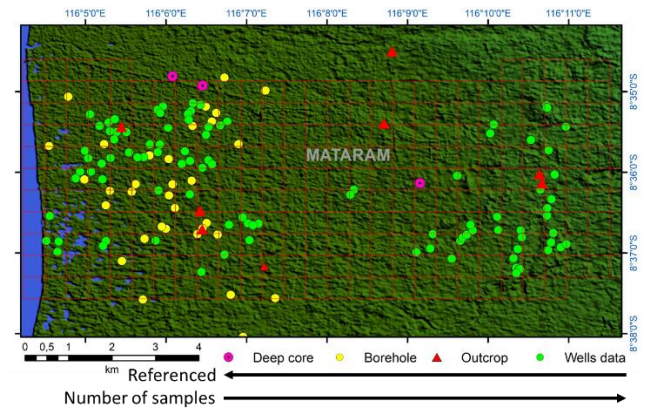 116°5'0"E 116°6'0"E 116°7'0"E 116°8'0"E 116°9'0"E 116°10'0"E 116°11'0"E
8°35'0"S
MATARAM
8°36'0"S
8°37'0"S
8°38'0"S
0 0,5 1 2 3 4
km
Deep core Borehole Outcrop Wells data
Referenced
Number of samples